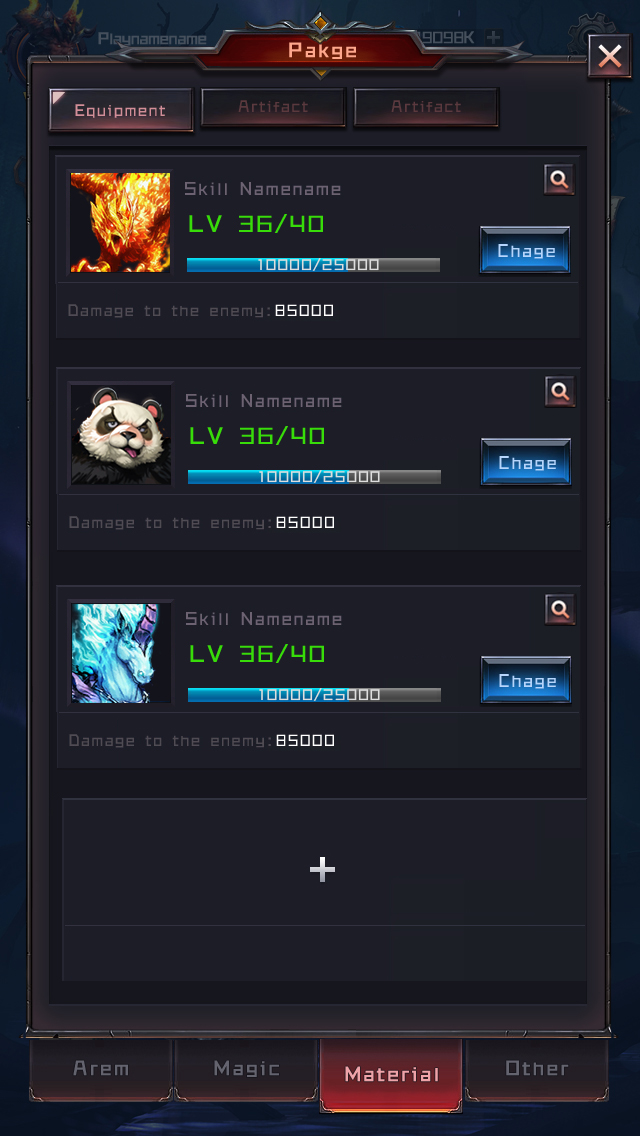 Playnamename
9098K
Pakge
Equipment
Artifact
Artifact
Skill Namename
LV 36/40
10000/25000
Chage
Damage to the enemy:85000
Skill Namename
LV 36/40
10000/25000
Chage
Damage to the enemy:85000
Skill Namename
LV 36/40
10000/25000
Chage
Damage to the enemy:85000
Arem
Magic
Material
Other